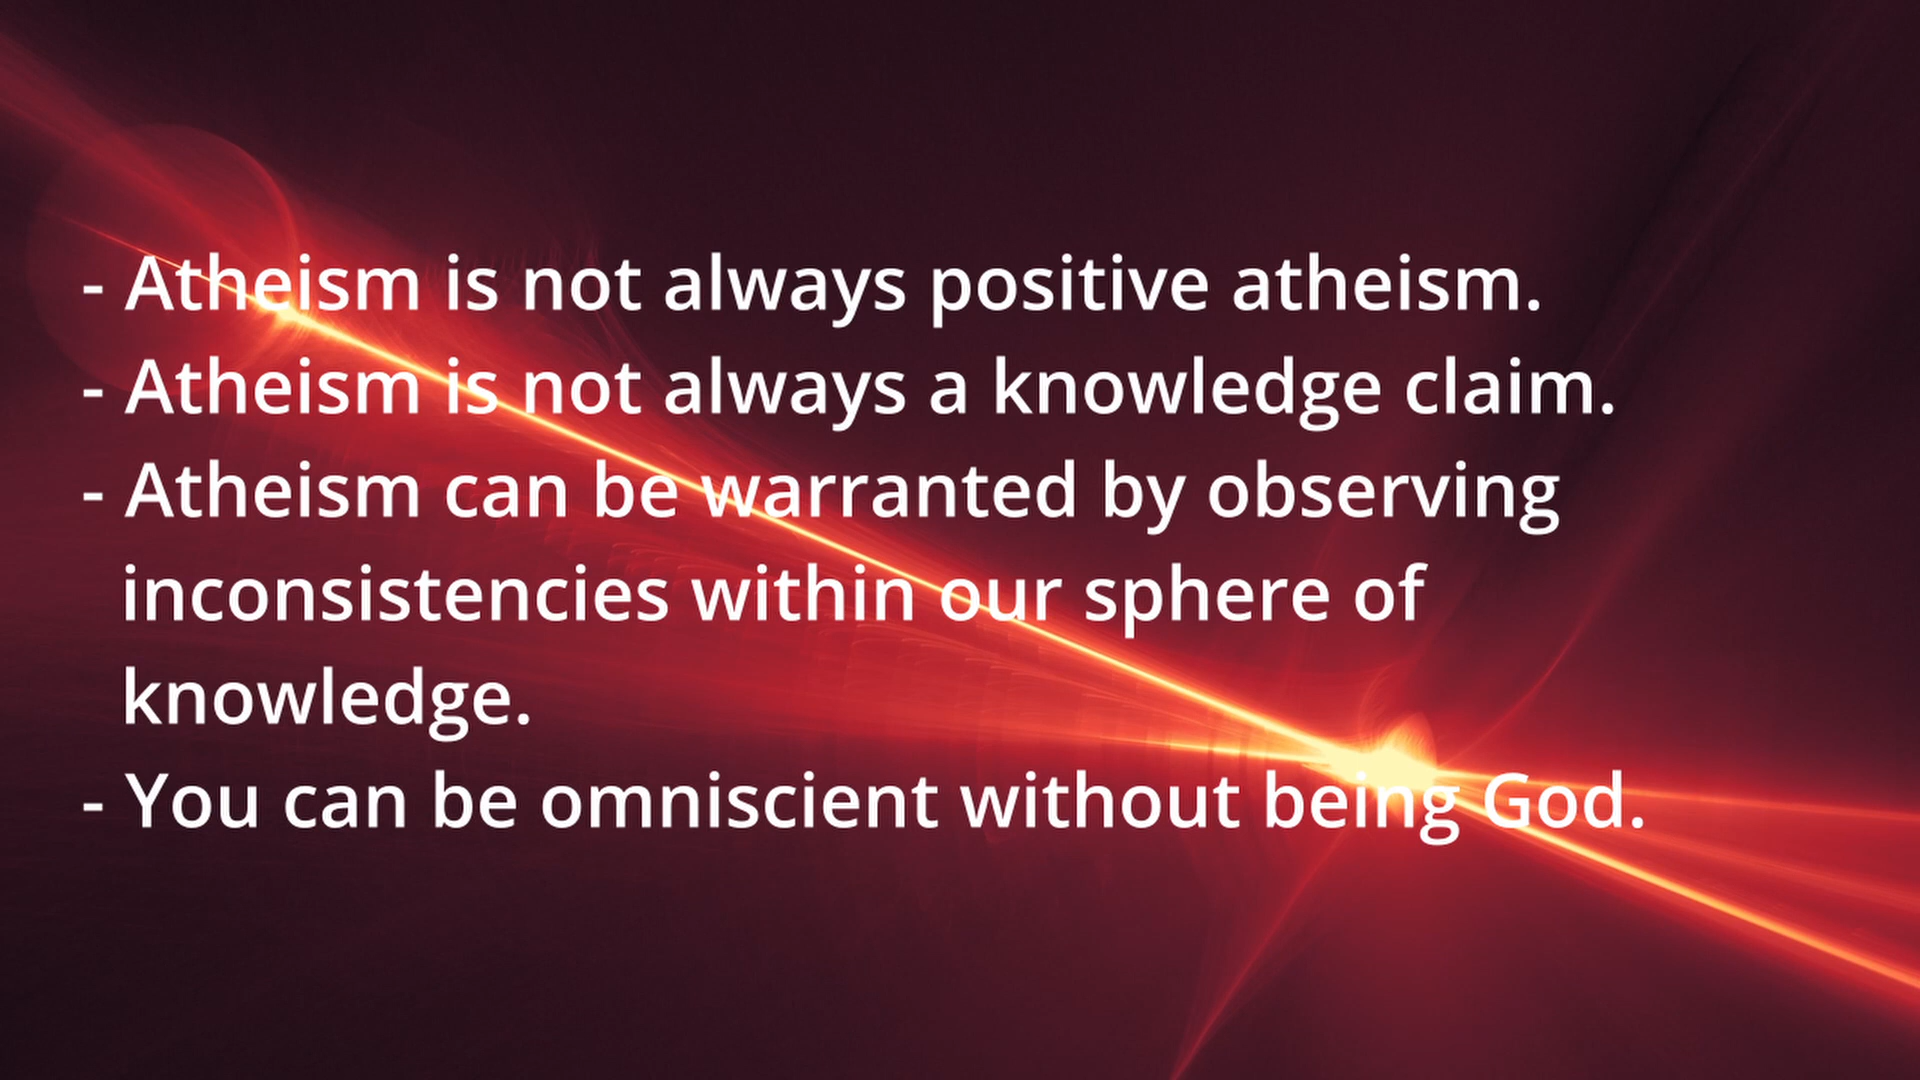 - Atheism is not always positive atheism.
- Atheism is not always a knowledge claim.
- Atheism can be warranted by observing
inconsistencies within our sphere of
knowledge.
- You can be omniscient without being God.